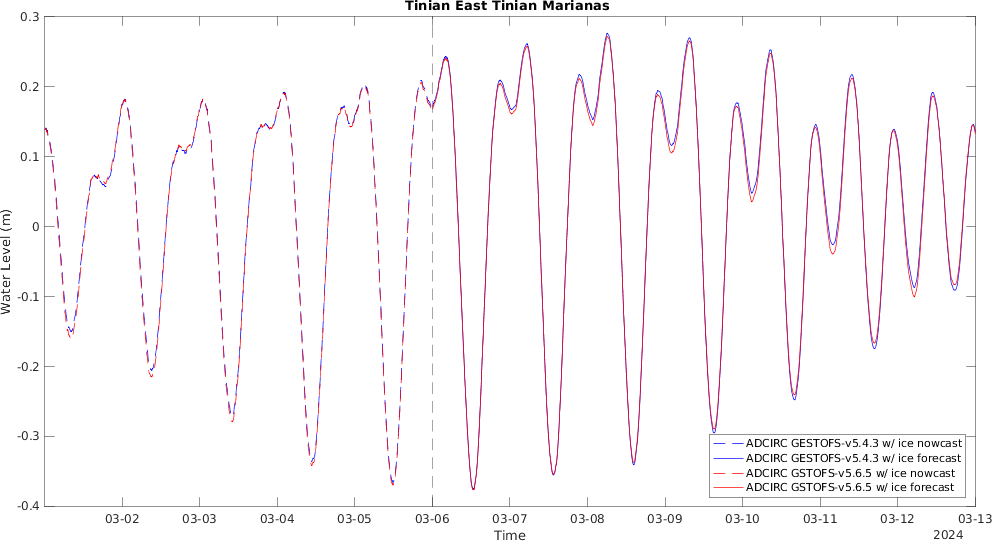 Tinian East Tinian Marianas
0.3
0.2
0.1
0
-0.1
-0.2
-0.3
-0.4
Water Level (m)
ADCIRC GESTOFS-v5.4.3 w/ ice nowcast
ADCIRC GESTOFS-v5.4.3 w/ ice forecast
ADCIRC GSTOFS-v5.6.5 w/ ice nowcast
ADCIRC GSTOFS-v5.6.5 w/ ice forecast
03-02 03-03 03-04 03-05 03-06 03-07 03-08 03-09 03-10 03-11 03-12 03-13
Time
2024